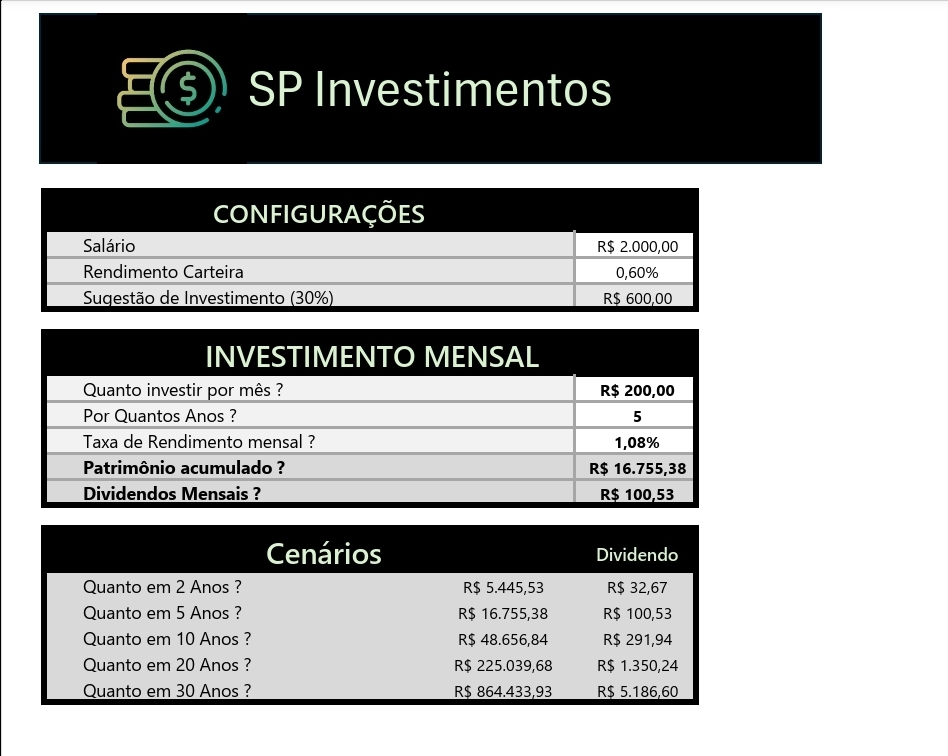 SP Investimentos
CONFIGURAÇÕES
Salário R$ 2.000,00
Rendimento Carteira 0,60%
Sugestão de Investimento (30%) R$ 600,00
INVESTIMENTO MENSAL
Quanto investir por mês ? R$ 200,00
Por Quantos Anos ? 5
Taxa de Rendimento mensal ? 1,08%
Patrimônio acumulado ? R$ 16.755,38
Dividendos Mensais ? R$ 100,53
Cenários Dividendo
Quanto em 2 Anos ? R$ 5.445,53 R$ 32,67
Quanto em 5 Anos ? R$ 16.755,38 R$ 100,53
Quanto em 10 Anos ? R$ 48.656,84 R$ 291,94
Quanto em 20 Anos ? R$ 225.039,68 R$ 1.350,24
Quanto em 30 Anos ? R$ 864.433,93 R$ 5.186,60